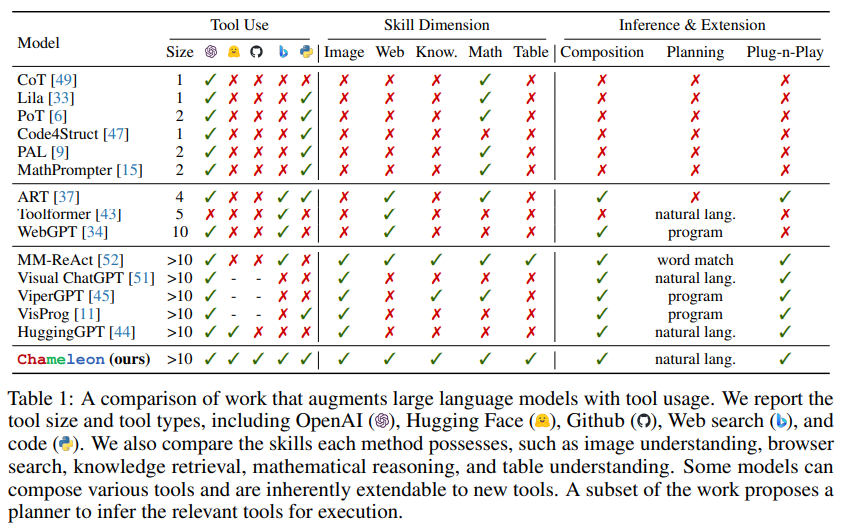 Model Tool Use Skill Dimension Inference & Extension
Size Image Web Know. Math Table Composition Planning Plug-n-Play
CoT [49] 1 ✓ ✗ ✗ ✗ ✗ ✗ ✗ ✗ ✓ ✗ ✗ ✗ ✗
Lila [33] 1 ✓ ✗ ✗ ✗ ✓ ✗ ✗ ✗ ✓ ✗ ✗ ✗ ✗
PoT [6] 2 ✓ ✗ ✗ ✗ ✓ ✗ ✗ ✗ ✓ ✗ ✗ ✗ ✗
Code4Struct [47] 1 ✓ ✗ ✗ ✗ ✓ ✗ ✗ ✗ ✗ ✗ ✗ ✗ ✗
PAL [9] 2 ✓ ✗ ✗ ✗ ✓ ✗ ✗ ✗ ✓ ✗ ✗ ✗ ✗
MathPrompter [15] 2 ✓ ✗ ✗ ✗ ✓ ✗ ✗ ✗ ✓ ✗ ✗ ✗ ✗
ART [37] 4 ✓ ✗ ✗ ✓ ✓ ✗ ✓ ✗ ✓ ✗ ✓ ✗ ✓
Toolformer [43] 5 ✗ ✗ ✗ ✓ ✗ ✗ ✓ ✗ ✗ ✗ ✗ natural lang. ✗
WebGPT [34] 10 ✓ ✗ ✗ ✓ ✗ ✗ ✓ ✗ ✗ ✗ ✓ program ✗
MM-ReAct [52] >10 ✓ ✗ ✗ ✓ ✗ ✓ ✓ ✓ ✓ ✓ ✓ word match ✓
Visual ChatGPT [51] >10 ✓ - - ✗ ✗ ✓ ✗ ✗ ✗ ✗ ✓ natural lang. ✓
ViperGPT [45] >10 ✓ - - ✗ ✗ ✓ ✗ ✓ ✓ ✗ ✓ program ✓
VisProg [11] >10 ✓ - - ✗ ✓ ✓ ✗ ✗ ✗ ✗ ✓ program ✓
HuggingGPT [44] >10 ✓ ✓ ✗ ✗ ✗ ✓ ✗ ✗ ✗ ✗ ✓ natural lang. ✓
Chameleon (ours) >10 ✓ ✓ ✓ ✓ ✓ ✓ ✓ ✓ ✓ ✓ ✓ natural lang. ✓
Table 1: A comparison of work that augments large language models with tool usage. We report the
tool size and tool types, including OpenAI (), Hugging Face (🤗), Github (), Web search (), and
code (). We also compare the skills each method possesses, such as image understanding, browser
search, knowledge retrieval, mathematical reasoning, and table understanding. Some models can
compose various tools and are inherently extendable to new tools. A subset of the work proposes a
planner to infer the relevant tools for execution.